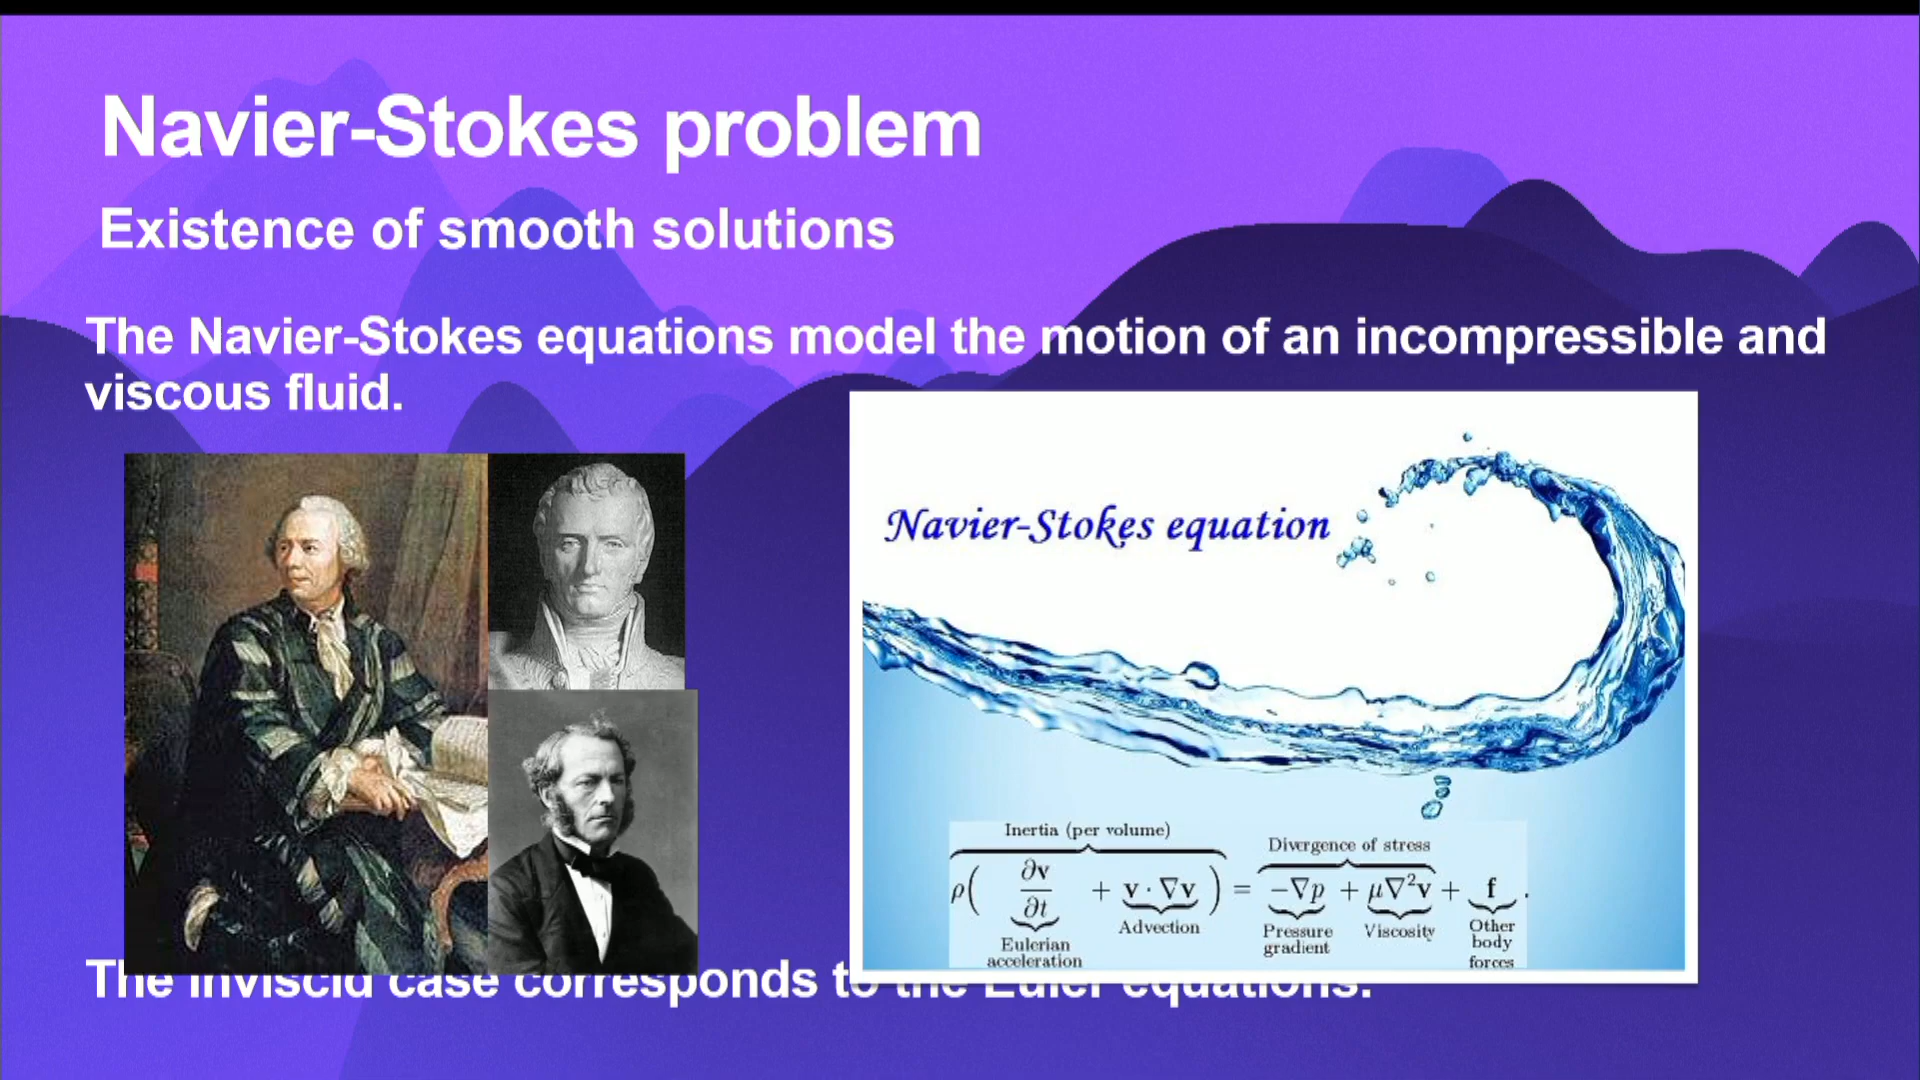 Navier-Stokes problem
Existence of smooth solutions
The Navier-Stokes equations model the motion of an incompressible and
viscous fluid.
Navier-Stokes equation
Inertia (per volume)
Divergence of stress
ρ( ∂v/∂t + v · ∇v ) = −∇p + μ∇²v + f .
Eulerian
acceleration
Advection
Pressure
gradient
Viscosity
Other
body
forces
The inviscid case corresponds to the Euler equations.